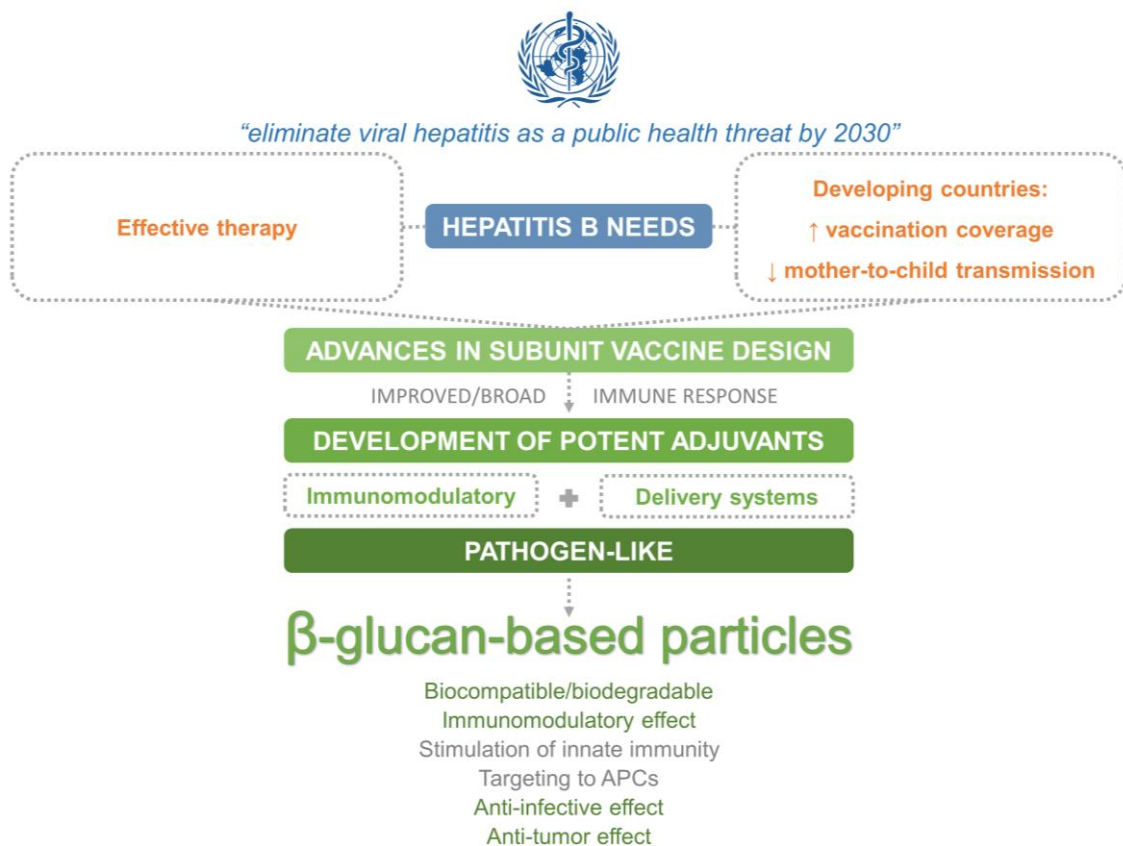 “eliminate viral hepatitis as a public health threat by 2030”
Effective therapy
HEPATITIS B NEEDS
Developing countries:
↑ vaccination coverage
↓ mother-to-child transmission
ADVANCES IN SUBUNIT VACCINE DESIGN
IMPROVED/BROAD IMMUNE RESPONSE
DEVELOPMENT OF POTENT ADJUVANTS
Immunomodulatory + Delivery systems
PATHOGEN-LIKE
β-glucan-based particles
Biocompatible/biodegradable
Immunomodulatory effect
Stimulation of innate immunity
Targeting to APCs
Anti-infective effect
Anti-tumor effect